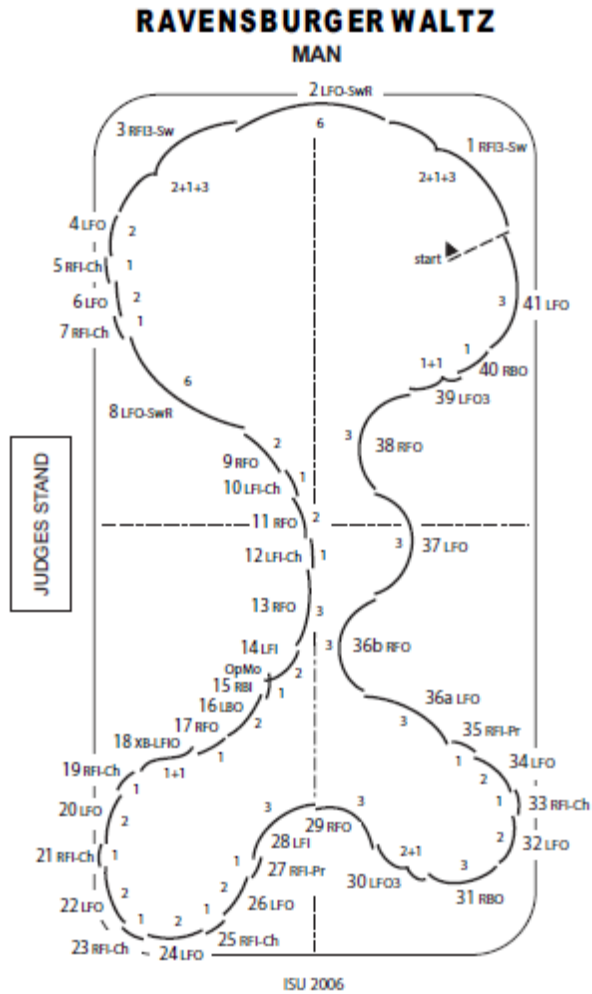 RAVENSBURGER WALTZ
MAN
2 LFO-SwR
6
3 RFI3-Sw
2+1+3
1 RFI3-Sw
2+1+3
start
4 LFO
2
5 RFI-Ch
1
6 LFO
2
7 RFI-Ch
1
8 LFO-SwR
6
41 LFO
3
40 RBO
1
39 LFO3
1+1
38 RFO
3
9 RFO
2
10 LFI-Ch
1
11 RFO
2
12 LFI-Ch
1
37 LFO
3
JUDGES STAND
13 RFO
3
14 LFI
2
OpMo
15 RBI
1
16 LBO
2
17 RFO
1
18 XB-LFIO
1+1
19 RFI-Ch
1
20 LFO
2
21 RFI-Ch
1
22 LFO
2
23 RFI-Ch
1
24 LFO
2
25 RFI-Ch
1
26 LFO
2
27 RFI-Pr
1
28 LFI
3
29 RFO
3
30 LFO3
2+1
31 RBO
3
32 LFO
2
33 RFI-Ch
1
34 LFO
2
35 RFI-Pr
1
36a LFO
3
36b RFO
3
ISU 2006